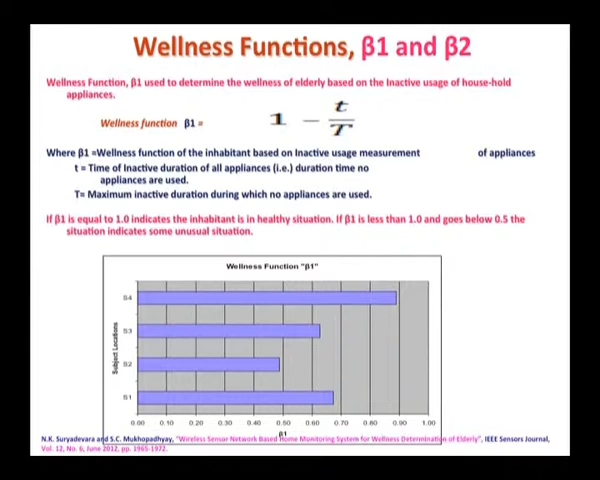 Wellness Functions, β1 and β2
Wellness Function, β1 used to determine the wellness of elderly based on the Inactive usage of house-hold
appliances.
Wellness function β1 = 1 - t/T
Where β1 =Wellness function of the inhabitant based on Inactive usage measurement of appliances
t = Time of Inactive duration of all appliances (i.e.) duration time no
appliances are used.
T= Maximum inactive duration during which no appliances are used.
If β1 is equal to 1.0 indicates the inhabitant is in healthy situation. If β1 is less than 1.0 and goes below 0.5 the
situation indicates some unusual situation.
Wellness Function "β1"
Subject Locations
S4
S3
S2
S1
0.00 0.10 0.20 0.30 0.40 0.50 0.60 0.70 0.80 0.90 1.00
β1
N.K. Suryadevara and S.C. Mukhopadhyay, "Wireless Sensor Network Based Home Monitoring System for Wellness Determination of Elderly", IEEE Sensors Journal,
Vol. 12, No. 6, June 2012, pp. 1965-1972.